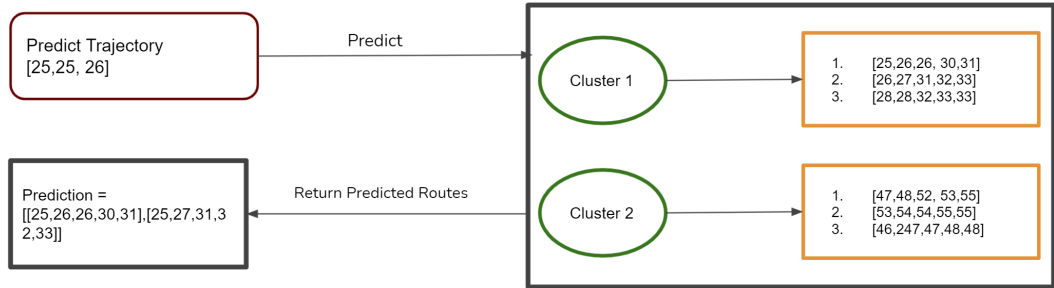 Predict Trajectory
[25,25, 26]
Predict
Cluster 1
1. [25,26,26, 30,31]
2. [26,27,31,32,33]
3. [28,28,32,33,33]
Prediction =
[[25,26,26,30,31],[25,27,31,3
2,33]]
Return Predicted Routes
Cluster 2
1. [47,48,52, 53,55]
2. [53,54,54,55,55]
3. [46,247,47,48,48]